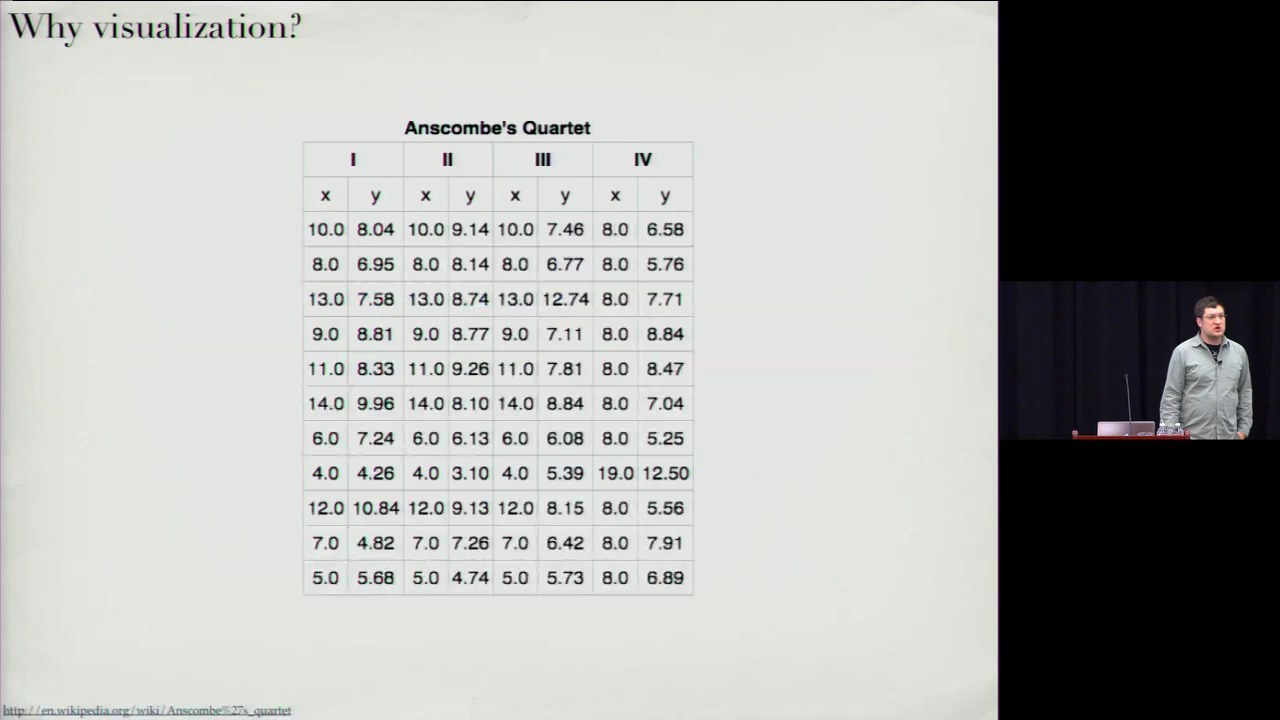 Why visualization?
Anscombe's Quartet
I II III IV
x y x y x y x y
10.0 8.04 10.0 9.14 10.0 7.46 8.0 6.58
8.0 6.95 8.0 8.14 8.0 6.77 8.0 5.76
13.0 7.58 13.0 8.74 13.0 12.74 8.0 7.71
9.0 8.81 9.0 8.77 9.0 7.11 8.0 8.84
11.0 8.33 11.0 9.26 11.0 7.81 8.0 8.47
14.0 9.96 14.0 8.10 14.0 8.84 8.0 7.04
6.0 7.24 6.0 6.13 6.0 6.08 8.0 5.25
4.0 4.26 4.0 3.10 4.0 5.39 19.0 12.50
12.0 10.84 12.0 9.13 12.0 8.15 8.0 5.56
7.0 4.82 7.0 7.26 7.0 6.42 8.0 7.91
5.0 5.68 5.0 4.74 5.0 5.73 8.0 6.89
http://en.wikipedia.org/wiki/Anscombe%27s_quartet